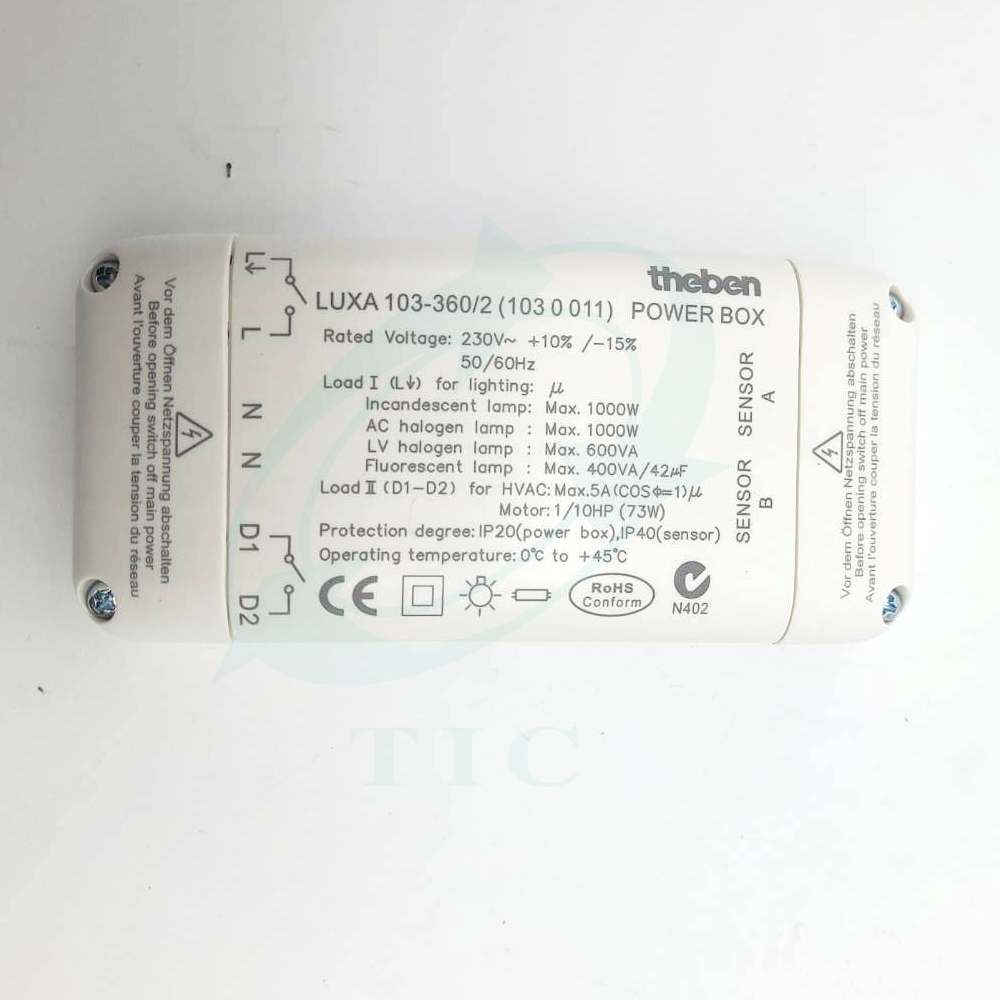 theben
LUXA 103-360/2 (103 0 011) POWER BOX
Rated Voltage: 230V~ +10% /-15%
50/60Hz
Load I (L↓) for lighting: μ
Incandescent lamp: Max. 1000W
AC halogen lamp : Max. 1000W
LV halogen lamp : Max. 600VA
Fluorescent lamp : Max. 400VA/42μF
Load II (D1-D2) for HVAC: Max.5A(COSΦ=1)μ
Motor: 1/10HP (73W)
Protection degree: IP20(power box),IP40(sensor)
Operating temperature: 0℃ to +45℃
CE
RoHS
Conform
N402
L↓
L
N
N
D1
D2
SENSOR
A
SENSOR
B
Vor dem Öffnen Netzspannung abschalten
Before opening switch off main power
Avant l'ouverture couper la tension du réseau
Vor dem Öffnen Netzspannung abschalten
Before opening switch off main power
Avant l'ouverture couper la tension du réseau
TIC